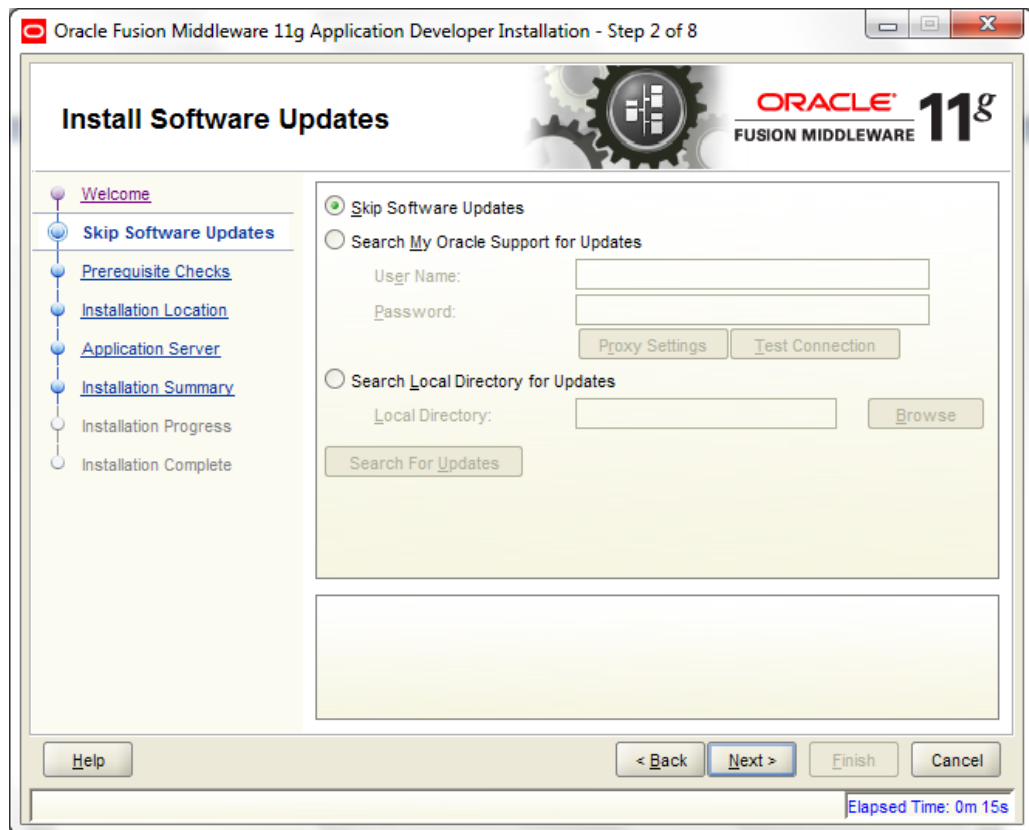 Oracle Fusion Middleware 11g Application Developer Installation - Step 2 of 8
Install Software Updates
ORACLE
FUSION MIDDLEWARE
11g
Welcome
Skip Software Updates
Prerequisite Checks
Installation Location
Application Server
Installation Summary
Installation Progress
Installation Complete
Skip Software Updates
Search My Oracle Support for Updates
User Name:
Password:
Proxy Settings
Test Connection
Search Local Directory for Updates
Local Directory:
Browse
Search For Updates
Help
< Back
Next >
Finish
Cancel
Elapsed Time: 0m 15s